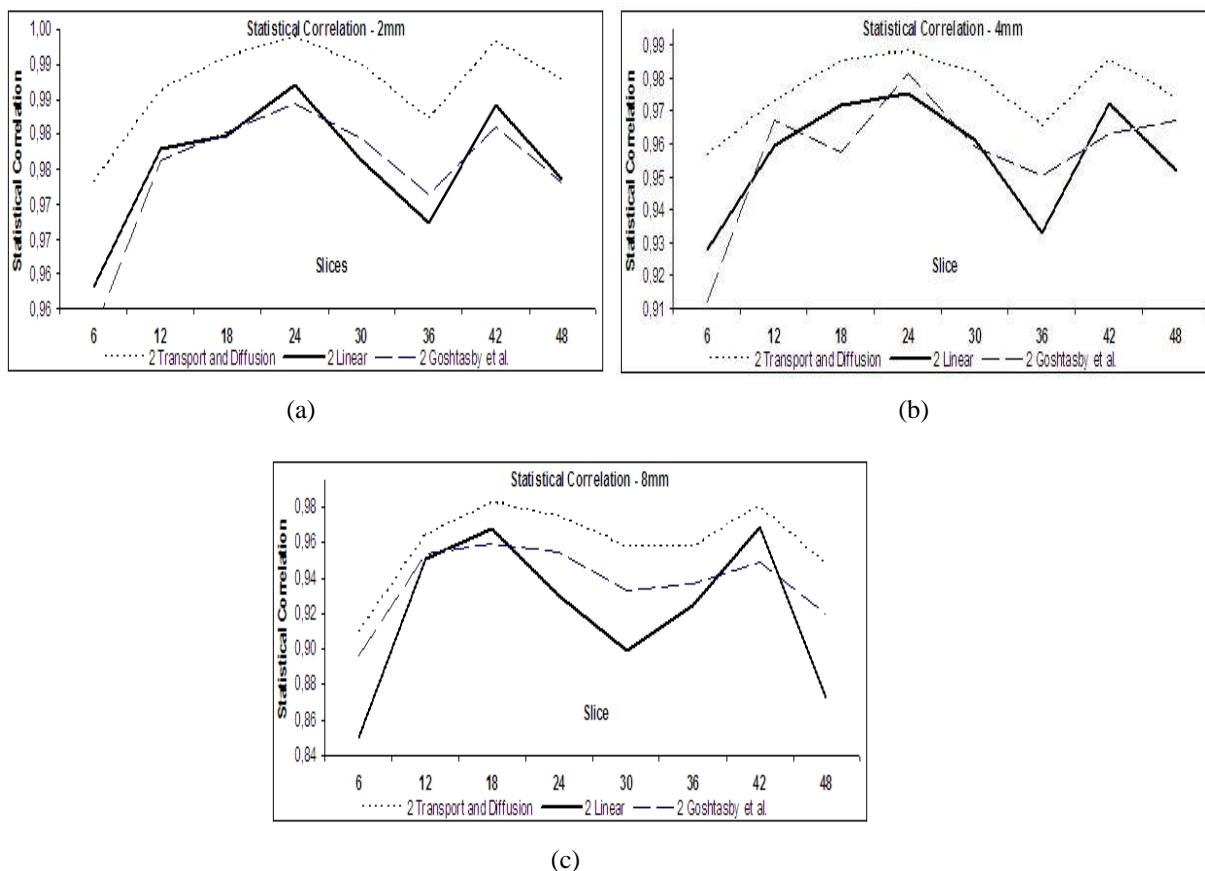 Statistical Correlation - 2mm
Statistical Correlation
1,00
0,99
0,99
0,98
0,98
0,97
0,97
0,96
0,96
Slices
6 12 18 24 30 36 42 48
2 Transport and Diffusion 2 Linear 2 Goshtasby et al.
(a)
Statistical Correlation - 4mm
Statistical Correlation
0,99
0,98
0,97
0,96
0,95
0,94
0,93
0,92
0,91
Slice
6 12 18 24 30 36 42 48
2 Transport and Diffusion 2 Linear 2 Goshtasby et al.
(b)
Statistical Correlation - 8mm
Statistical Correlation
0,98
0,96
0,94
0,92
0,90
0,88
0,86
0,84
Slice
6 12 18 24 30 36 42 48
2 Transport and Diffusion 2 Linear 2 Goshtasby et al.
(c)